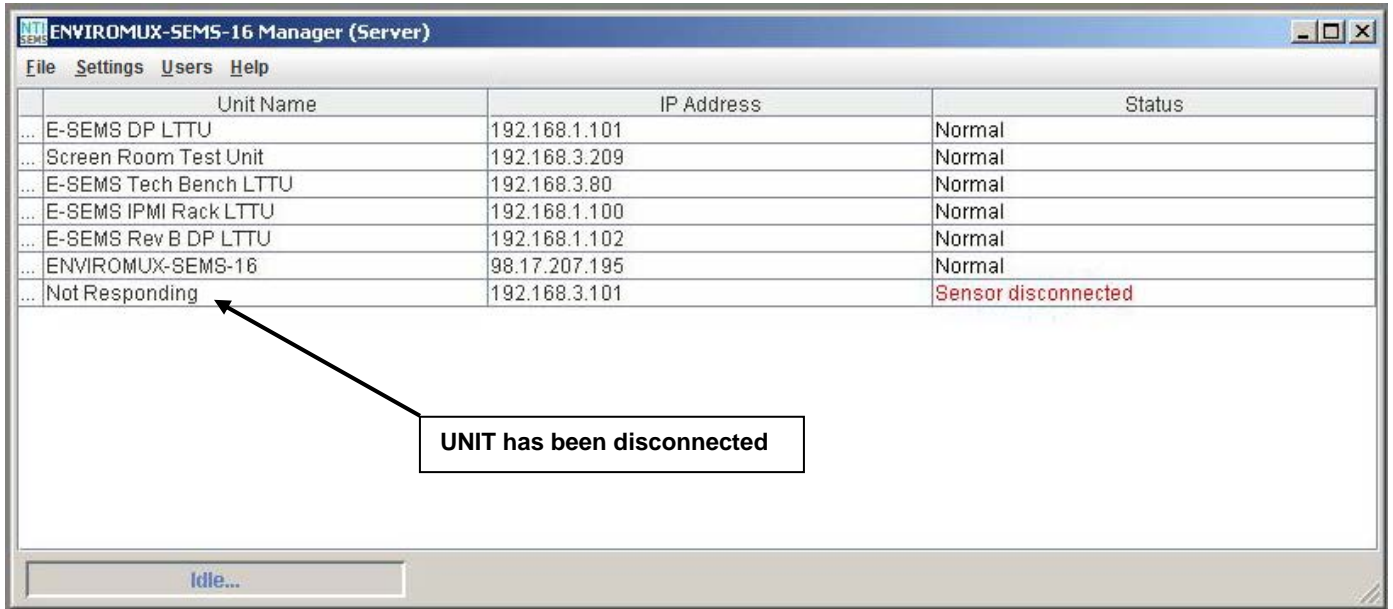 NTI SEMS ENVIROMUX-SEMS-16 Manager (Server)
File Settings Users Help
Unit Name IP Address Status
... E-SEMS DP LTTU 192.168.1.101 Normal
... Screen Room Test Unit 192.168.3.209 Normal
... E-SEMS Tech Bench LTTU 192.168.3.80 Normal
... E-SEMS IPMI Rack LTTU 192.168.1.100 Normal
... E-SEMS Rev B DP LTTU 192.168.1.102 Normal
... ENVIROMUX-SEMS-16 98.17.207.195 Normal
... Not Responding 192.168.3.101 Sensor disconnected
UNIT has been disconnected
Idle...